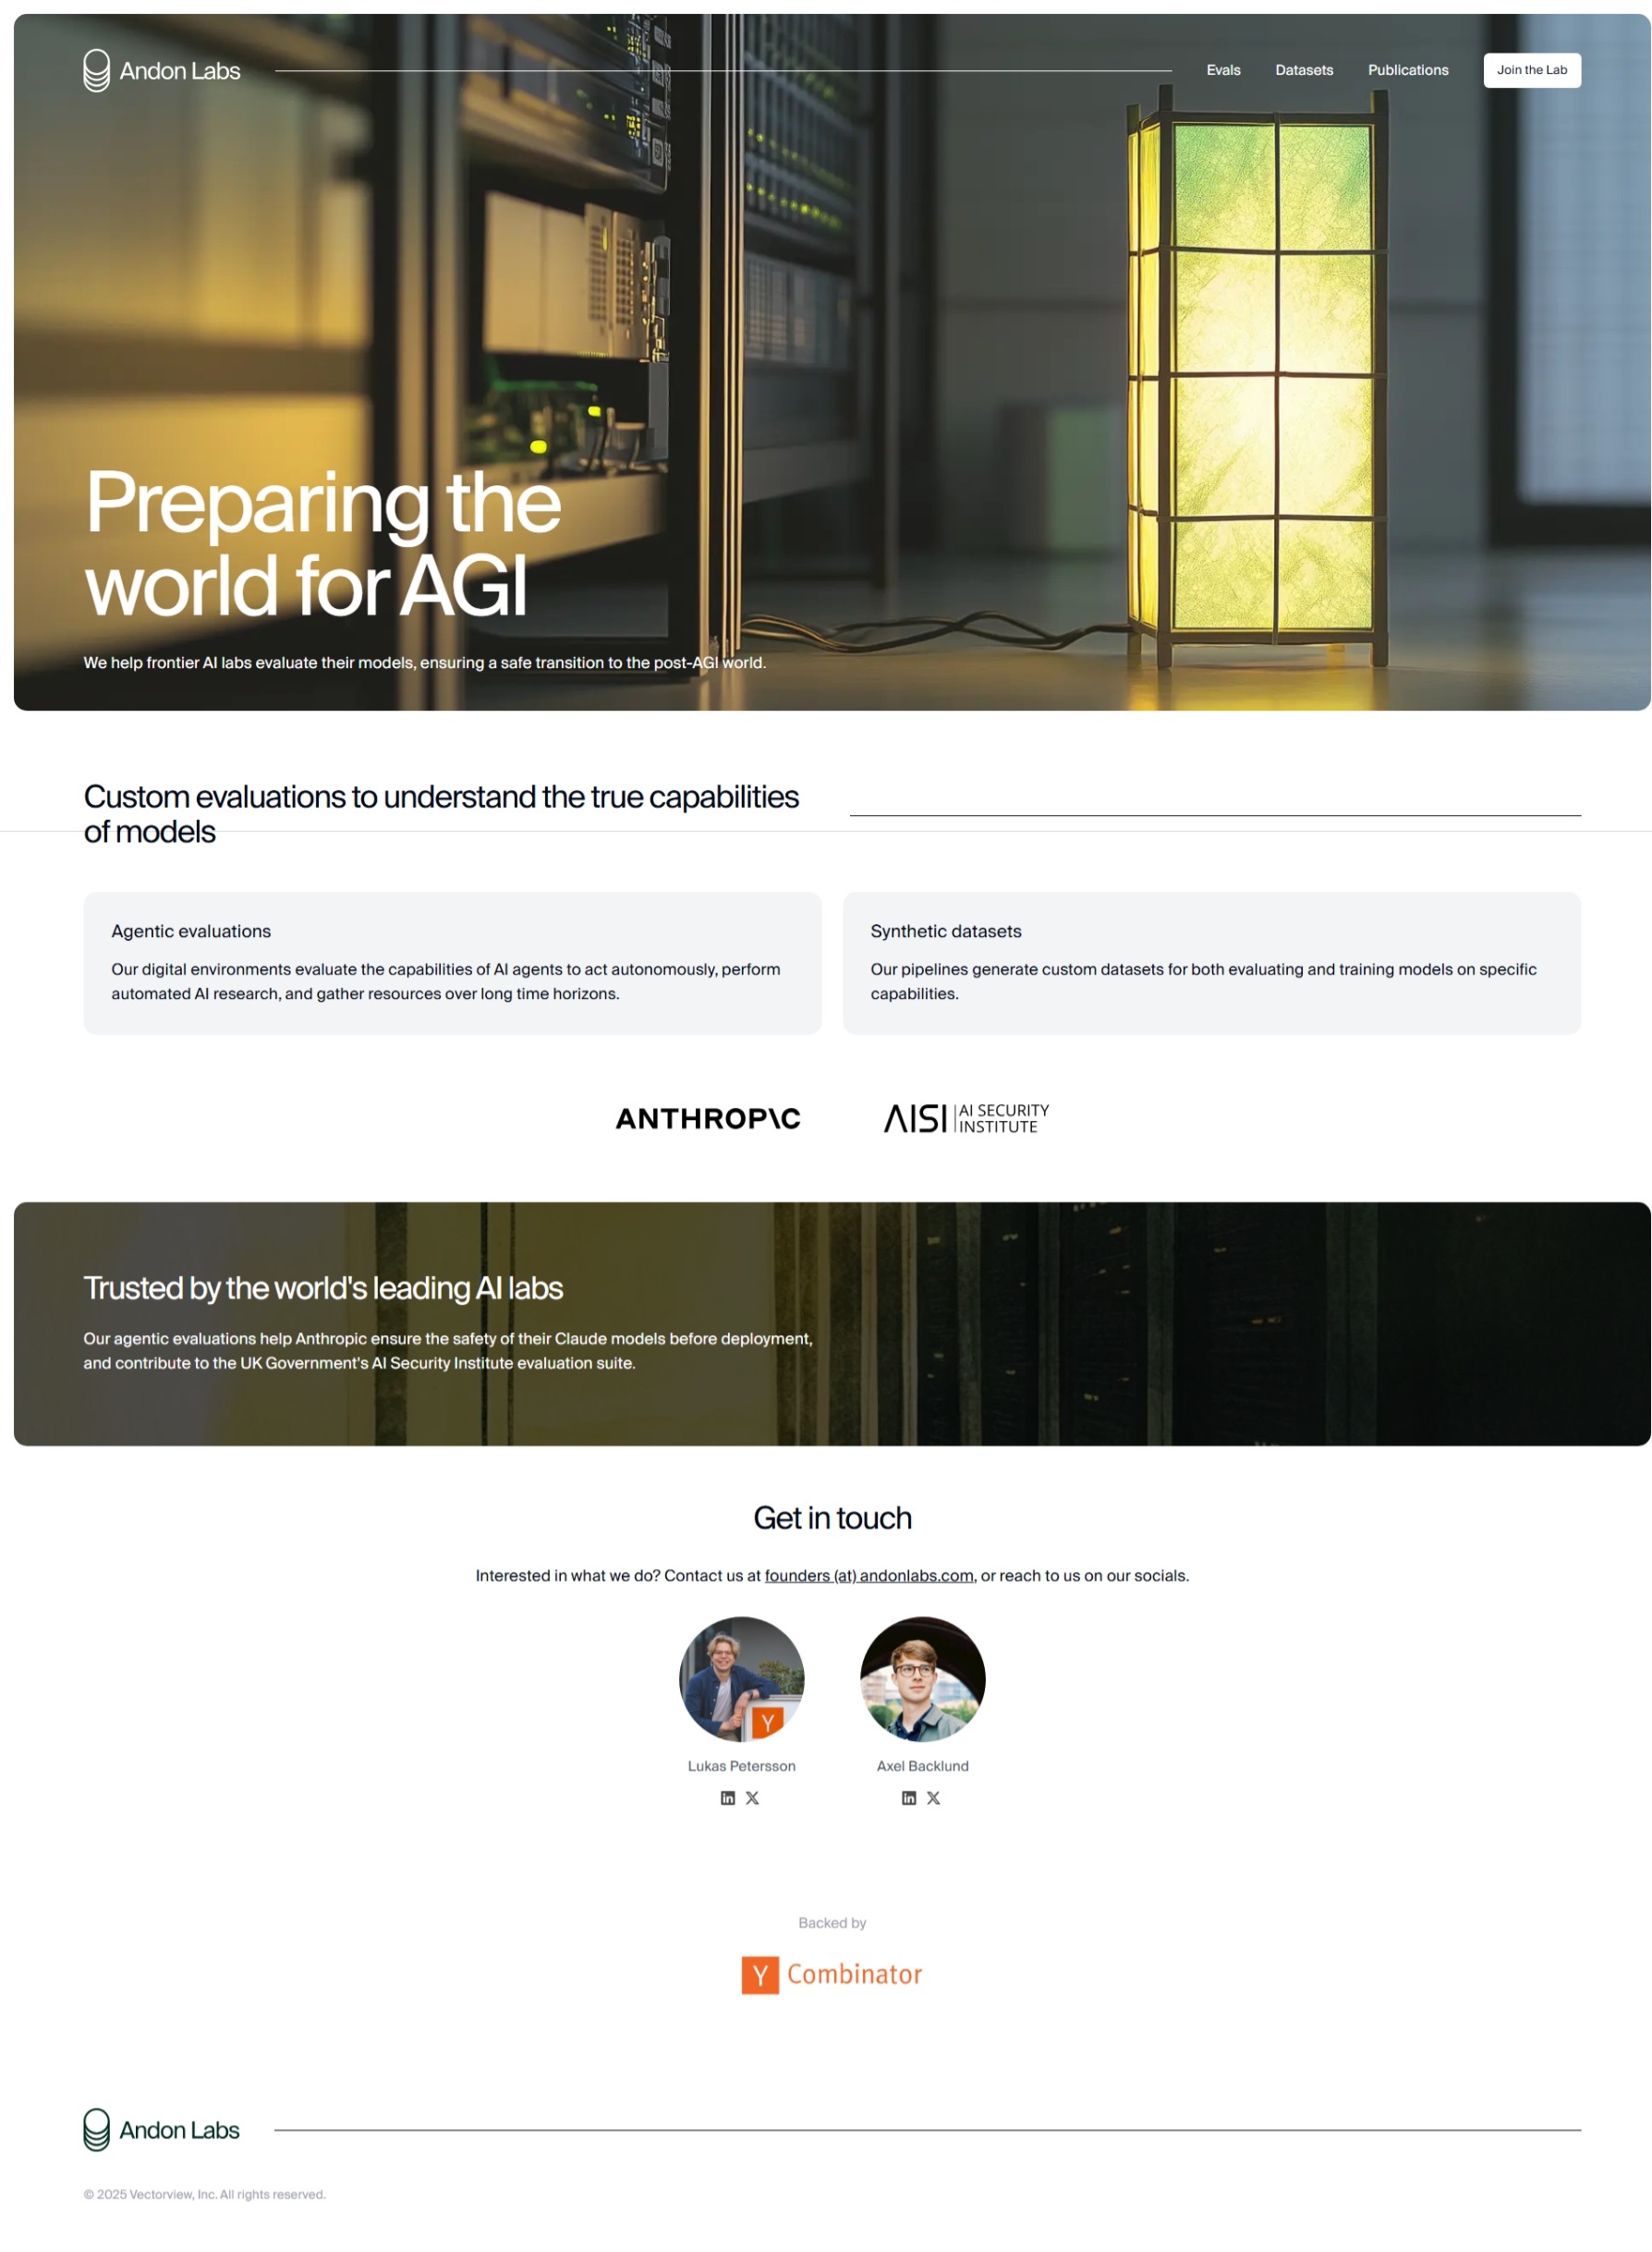 Andon Labs
Evals
Datasets
Publications
Join the Lab
Preparing the
world for AGI
We help frontier AI labs evaluate their models, ensuring a safe transition to the post-AGI world.
Custom evaluations to understand the true capabilities
of models
Agentic evaluations
Our digital environments evaluate the capabilities of AI agents to act autonomously, perform
automated AI research, and gather resources over long time horizons.
Synthetic datasets
Our pipelines generate custom datasets for both evaluating and training models on specific
capabilities.
ANTHROP\C
AISI AI SECURITY
INSTITUTE
Trusted by the world's leading AI labs
Our agentic evaluations help Anthropic ensure the safety of their Claude models before deployment,
and contribute to the UK Government's AI Security Institute evaluation suite.
Get in touch
Interested in what we do? Contact us at founders (at) andonlabs.com, or reach to us on our socials.
Y
Lukas Petersson
Axel Backlund
in X
in X
Backed by
Y Combinator
Andon Labs
© 2025 Vectorview, Inc. All rights reserved.